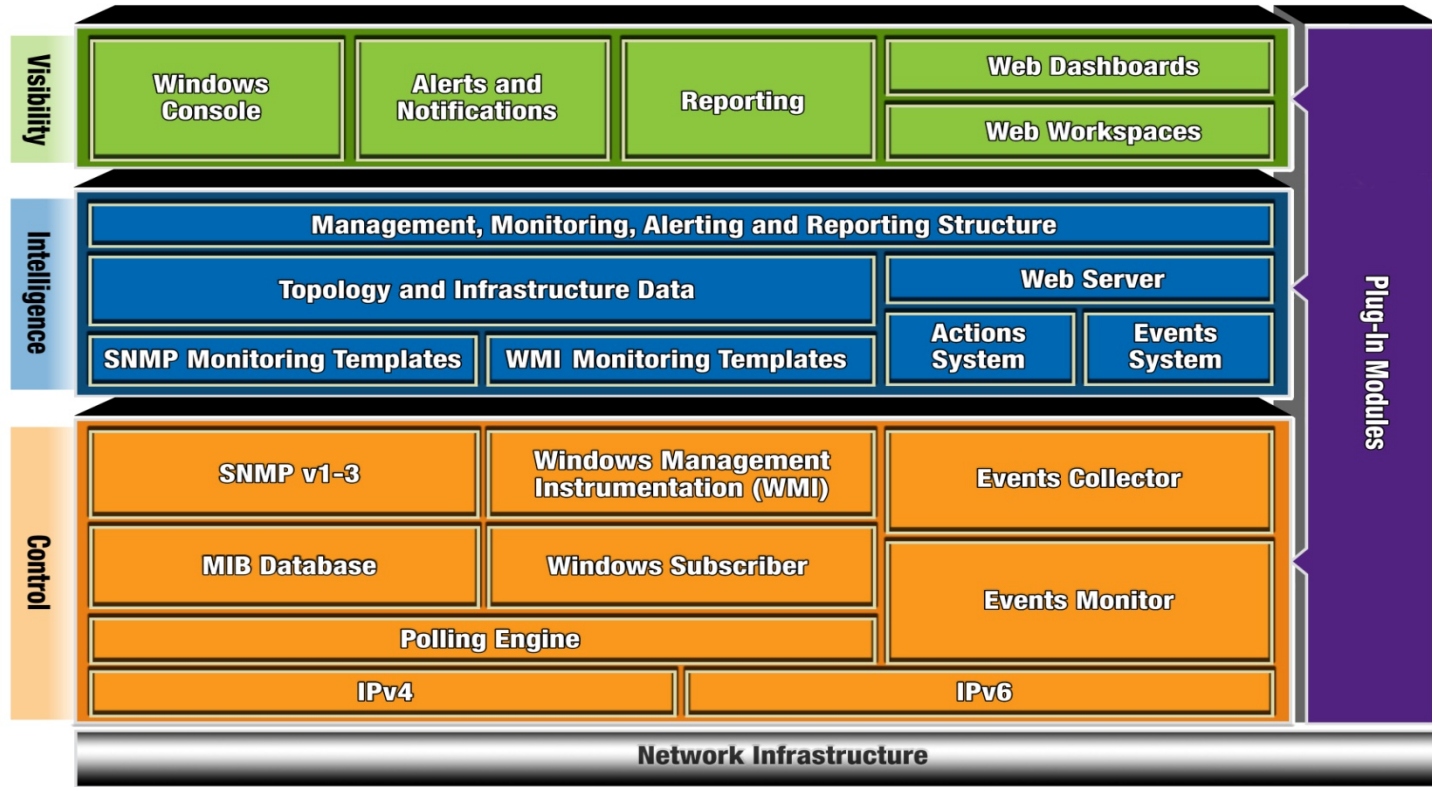 Visibility
Windows
Console
Alerts and
Notifications
Reporting
Web Dashboards
Web Workspaces
Intelligence
Management, Monitoring, Alerting and Reporting Structure
Topology and Infrastructure Data
Web Server
SNMP Monitoring Templates
WMI Monitoring Templates
Actions
System
Events
System
Control
SNMP v1-3
Windows Management
Instrumentation (WMI)
Events Collector
MIB Database
Windows Subscriber
Events Monitor
Polling Engine
IPv4
IPv6
Plug-In Modules
Network Infrastructure